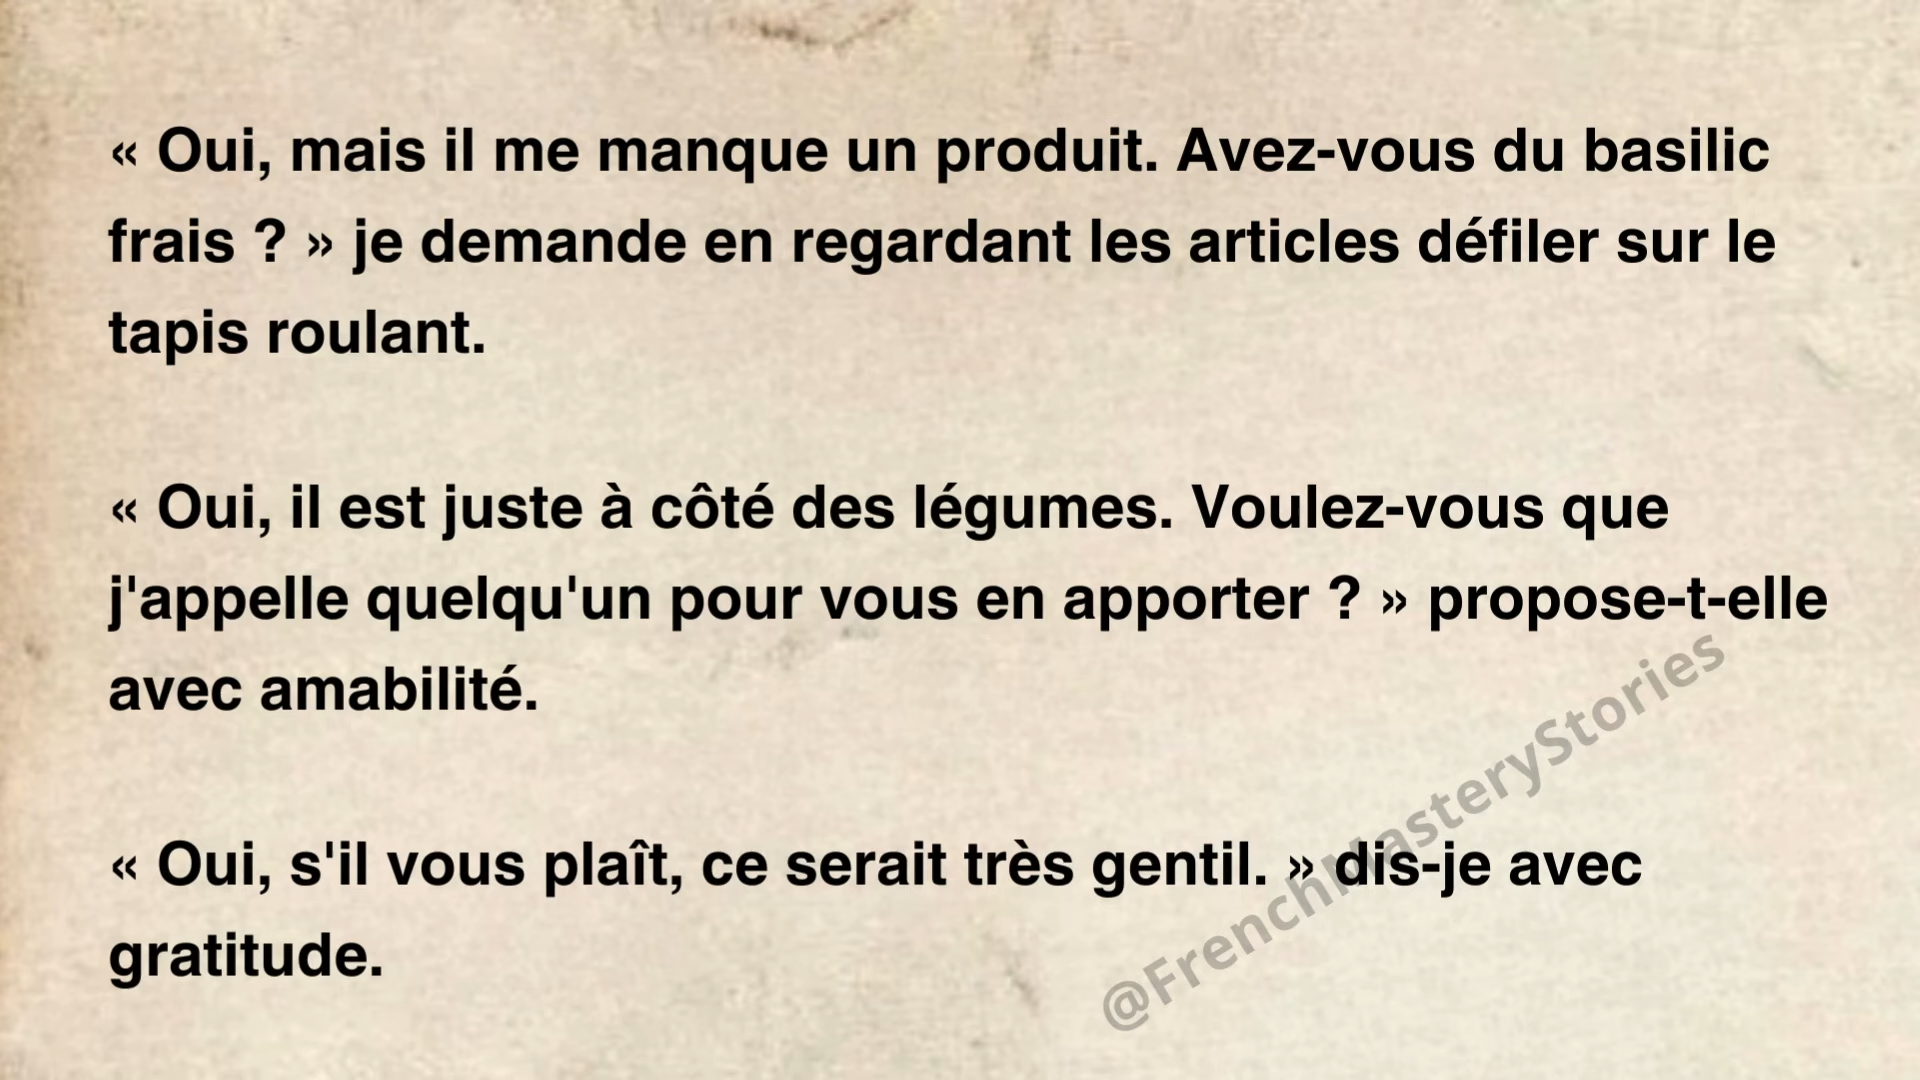 « Oui, mais il me manque un produit. Avez-vous du basilic
frais ? » je demande en regardant les articles défiler sur le
tapis roulant.
« Oui, il est juste à côté des légumes. Voulez-vous que
j'appelle quelqu'un pour vous en apporter ? » propose-t-elle
avec amabilité.
« Oui, s'il vous plaît, ce serait très gentil. » dis-je avec
gratitude.
@FrenchMasteryStories